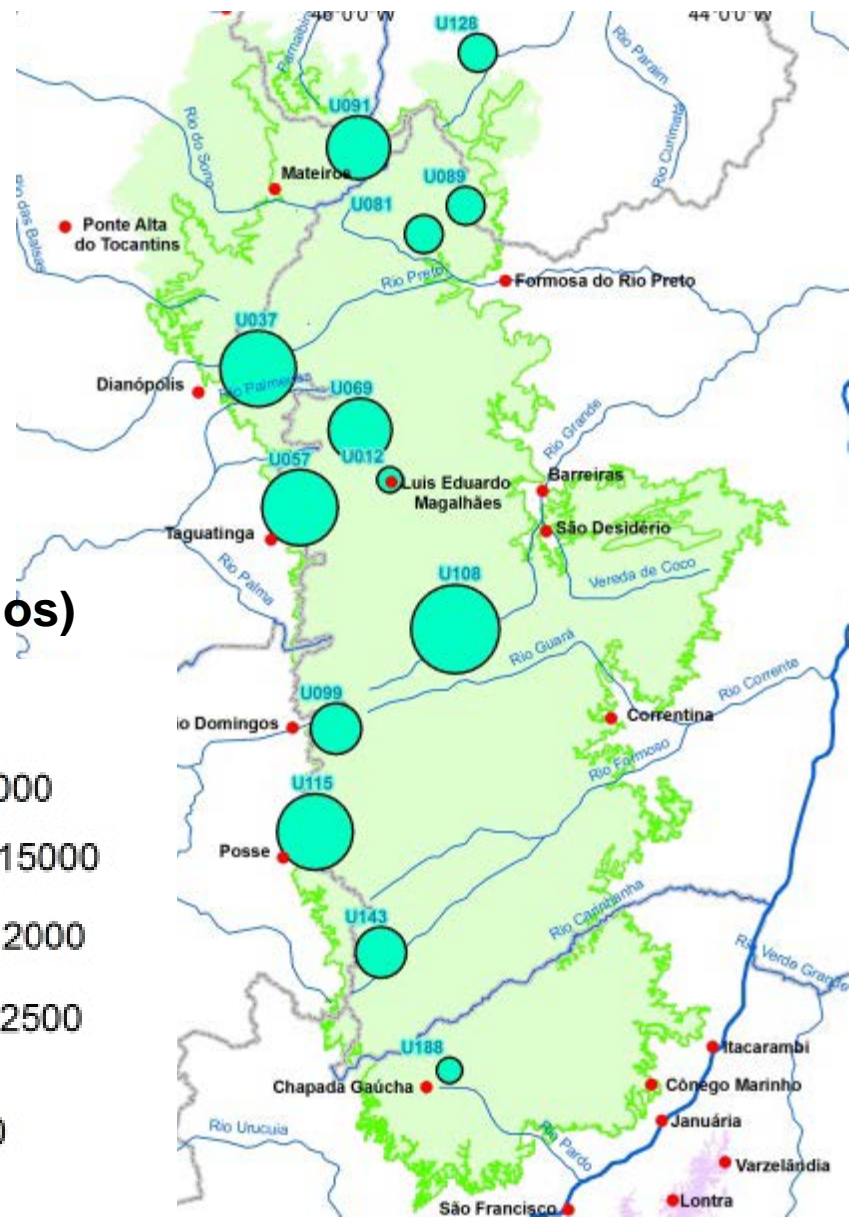 44°0'0"W
U128
Rio Paraim
Rio Curimatá
U091
Rio do Sono
Mateiros
U089
U081
Rio das Balsas
Ponte Alta
do Tocantins
Rio Preto
Formosa do Rio Preto
U037
Dianópolis
Rio Palmeiras
U069
U012
Rio Grande
Luis Eduardo
Magalhães
Barreiras
U057
Taguatinga
São Desidério
Rio Palma
Vereda de Coco
os)
U108
Rio Guará
Rio Corrente
U099
io Domingos
Correntina
Rio Formoso
000
U115
15000
Posse
U143
Rio Carinhanha
2000
Rio Verde Grande
2500
U188
Itacarambi
Chapada Gaúcha
Cônego Marinho
Januária
Rio Urucuia
0
Rio Pardo
Varzelândia
São Francisco
Lontra